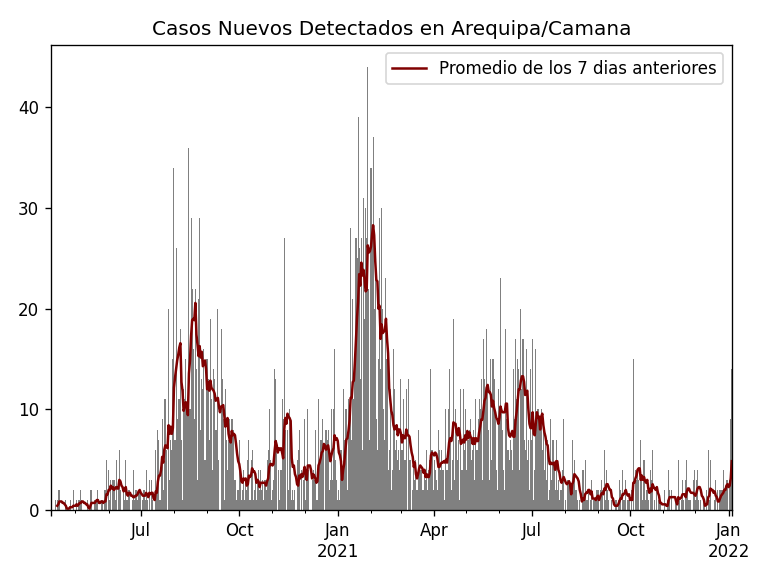 Casos Nuevos Detectados en Arequipa/Camana
Promedio de los 7 dias anteriores
40
30
20
10
0
Jul Oct Jan Apr Jul Oct Jan
2021 2022